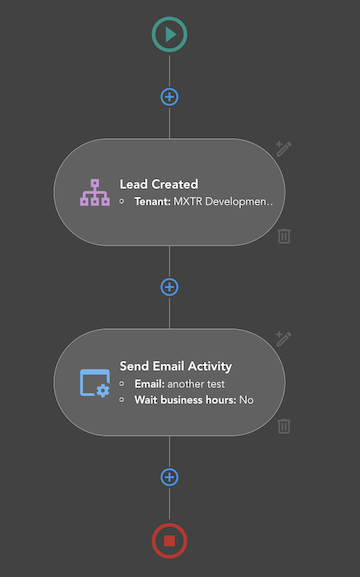 Lead Created
Tenant: MXTR Developmen..
Send Email Activity
Email: another test
Wait business hours: No